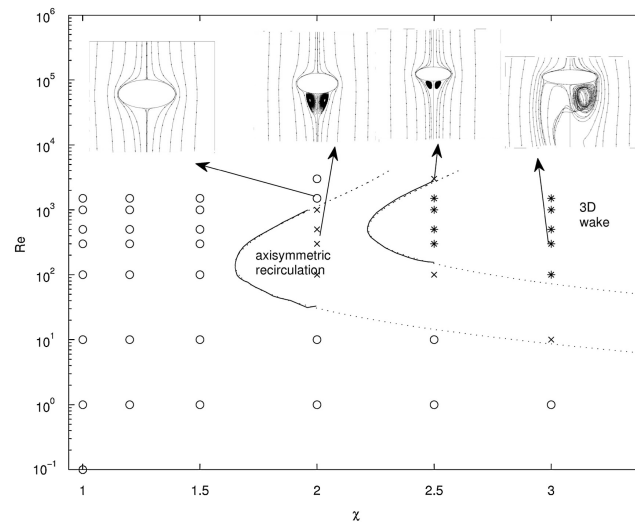 10^6
10^5
10^4
10^3
10^2
10^1
10^0
10^-1
Re
axisymmetric
recirculation
3D
wake
1
1.5
2
2.5
3
χ